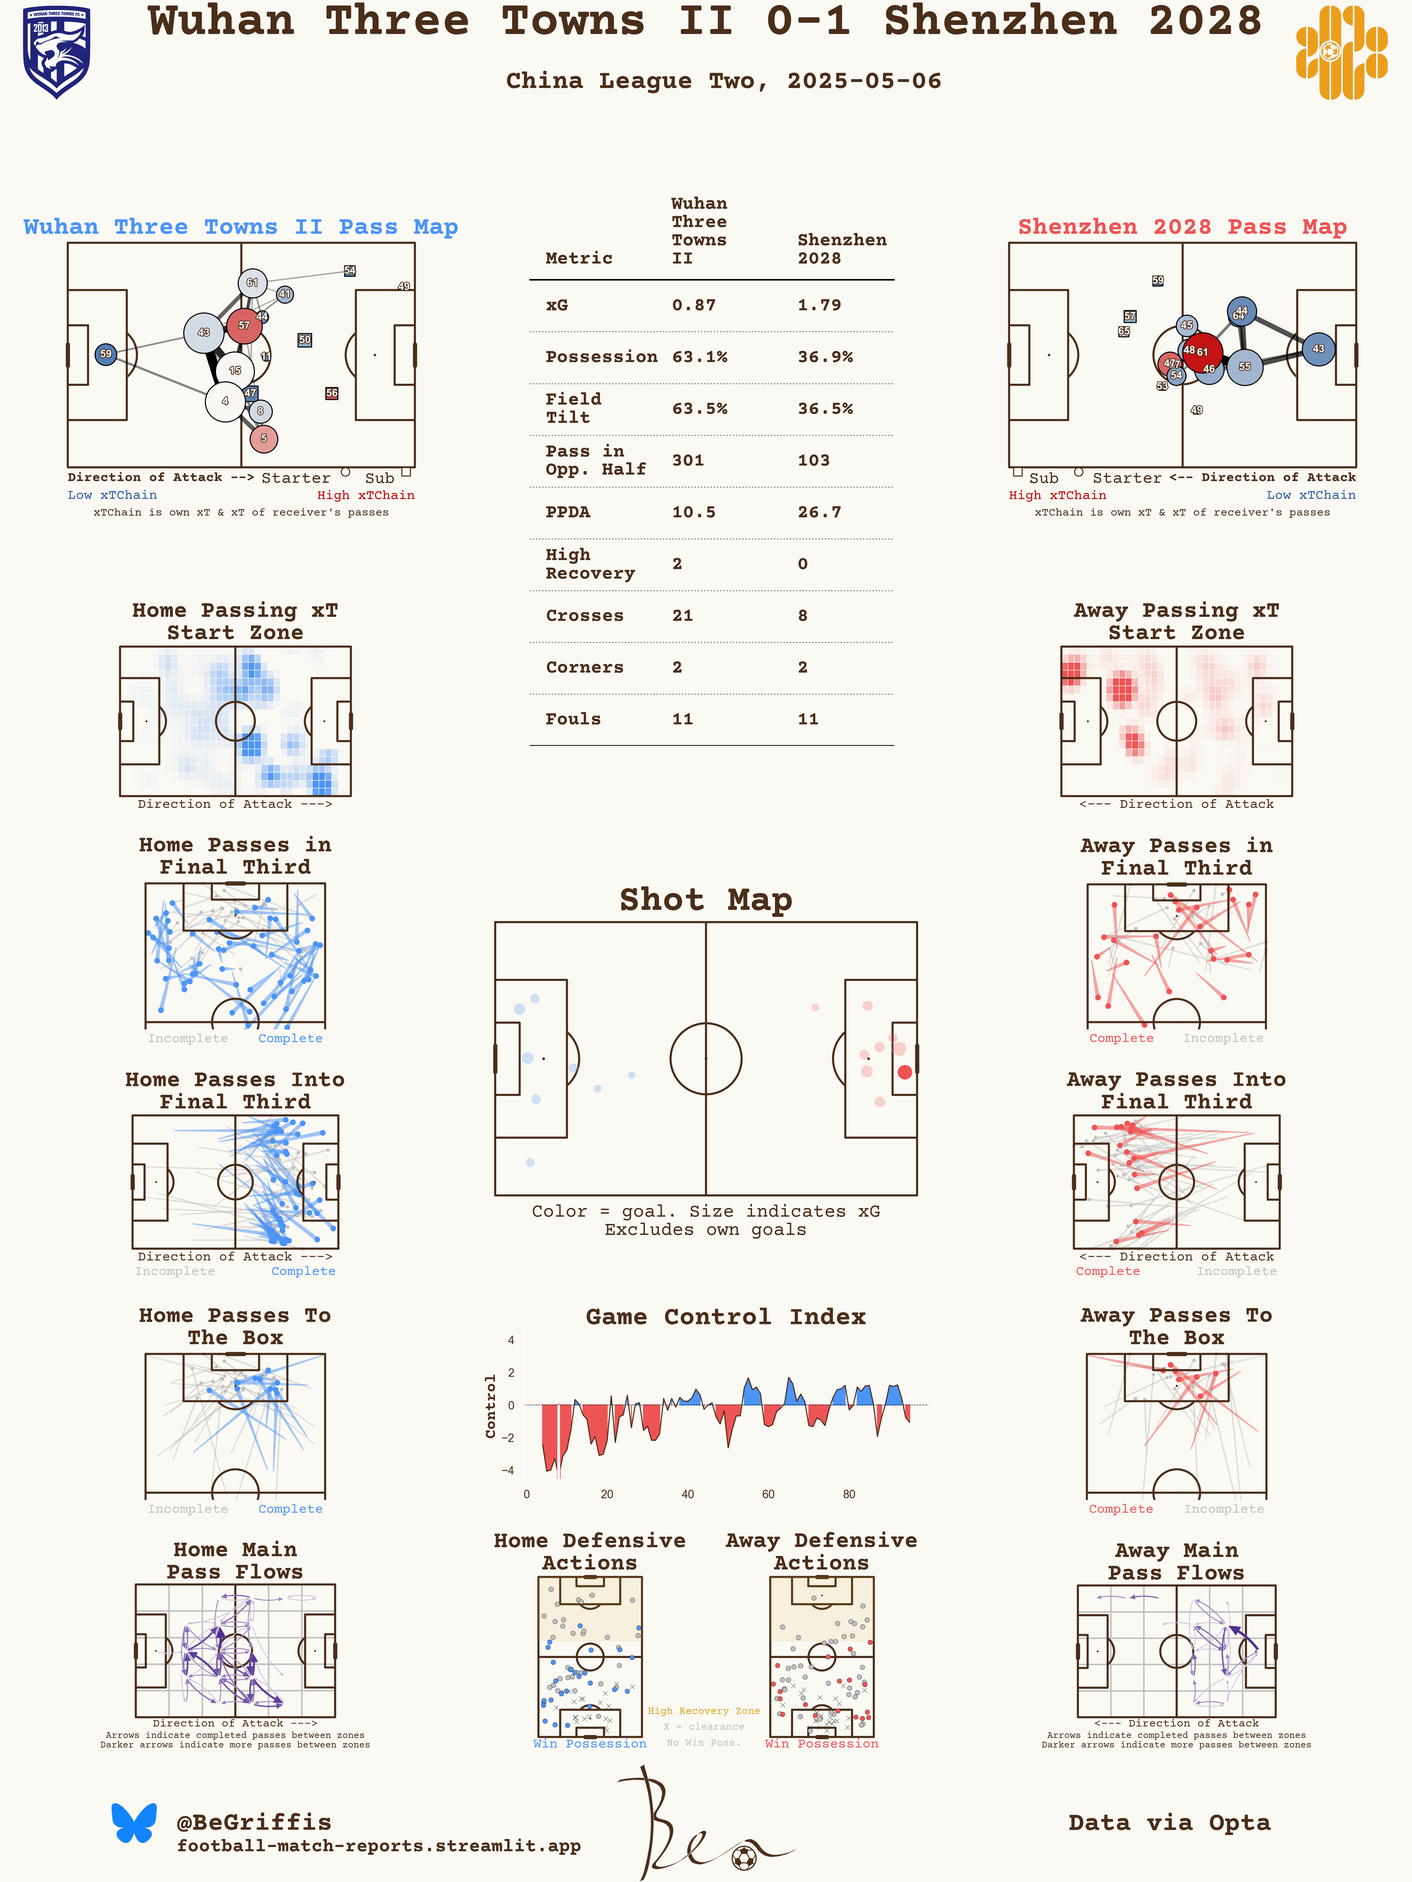 Wuhan Three Towns II 0-1 Shenzhen 2028
China League Two, 2025-05-06
WUHAN THREE TOWNS FC
2013
Wuhan Three Towns II Pass Map
61
54
49
41
44
57
43
50
59
11
15
56
47
4
8
5
Direction of Attack --> Starter Sub
Low xTChain High xTChain
xTChain is own xT & xT of receiver's passes
Metric Wuhan Three Towns II Shenzhen 2028
xG 0.87 1.79
Possession 63.1% 36.9%
Field Tilt 63.5% 36.5%
Pass in Opp. Half 301 103
PPDA 10.5 26.7
High Recovery 2 0
Crosses 21 8
Corners 2 2
Fouls 11 11
Shenzhen 2028 Pass Map
59
57
65
45
44
64
48
61
43
47
46
55
54
53
49
Sub Starter <-- Direction of Attack
High xTChain Low xTChain
xTChain is own xT & xT of receiver's passes
Home Passing xT
Start Zone
Direction of Attack --->
Away Passing xT
Start Zone
<--- Direction of Attack
Home Passes in
Final Third
Incomplete Complete
Away Passes in
Final Third
Complete Incomplete
Shot Map
Color = goal. Size indicates xG
Excludes own goals
Home Passes Into
Final Third
Direction of Attack --->
Incomplete Complete
Away Passes Into
Final Third
<--- Direction of Attack
Complete Incomplete
Home Passes To
The Box
Incomplete Complete
Game Control Index
Control
4
2
0
−2
−4
0 20 40 60 80
Away Passes To
The Box
Complete Incomplete
Home Main
Pass Flows
Direction of Attack --->
Arrows indicate completed passes between zones
Darker arrows indicate more passes between zones
Home Defensive
Actions
Win Possession
High Recovery Zone
X = clearance
No Win Poss.
Away Defensive
Actions
Win Possession
Away Main
Pass Flows
<--- Direction of Attack
Arrows indicate completed passes between zones
Darker arrows indicate more passes between zones
@BeGriffis
football-match-reports.streamlit.app
Ben
Data via Opta